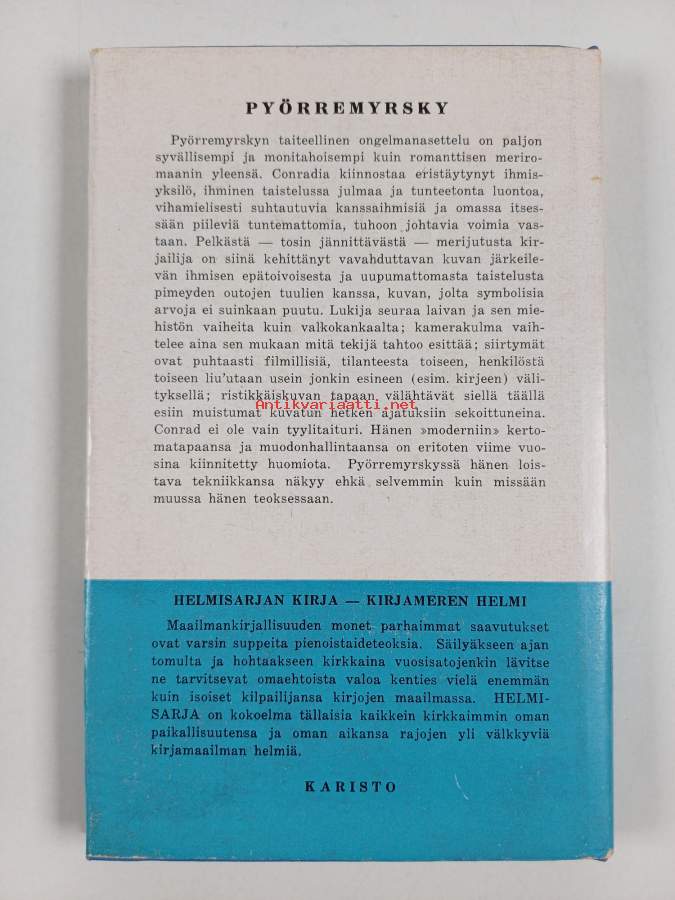 PYÖRREMYRSKY
Pyörremyrskyn taiteellinen ongelmanasettelu on paljon
syvällisempi ja monitahoisempi kuin romanttisen meriro-
maanin yleensä. Conradia kiinnostaa eristäytynyt ihmis-
yksilö, ihminen taistelussa julmaa ja tunteetonta luontoa,
vihamielisesti suhtautuvia kanssaihmisiä ja omassa itses-
sään piileviä tuntemattomia, tuhoon johtavia voimia vas-
taan. Pelkästä — tosin jännittävästä — merijutusta kir-
jailija on siinä kehittänyt vavahduttavan kuvan järkeile-
vän ihmisen epätoivoisesta ja uupumattomasta taistelusta
pimeyden outojen tuulien kanssa, kuvan, jolta symbolisia
arvoja ei suinkaan puutu. Lukija seuraa laivan ja sen mie-
histön vaiheita kuin valkokankaalta; kamerakulma vaih-
telee aina sen mukaan mitä tekijä tahtoo esittää; siirtymät
ovat puhtaasti filmillisiä, tilanteesta toiseen, henkilöstä
toiseen liu'utaan usein jonkin esineen (esim. kirjeen) väli-
tyksellä; ristikkäiskuvan tapaan välähtävät siellä täällä
Antikvariaatti.net
esiin muistumat kuvatun hetken ajatuksiin sekoittuneina.
Conrad ei ole vain tyylitaituri. Hänen »moderniin» kerto-
matapaansa ja muodonhallintaansa on eritoten viime vuo-
sina kiinnitetty huomiota. Pyörremyrskyssä hänen lois-
tava tekniikkansa näkyy ehkä selvemmin kuin missään
muussa hänen teoksessaan.
HELMISARJAN KIRJA — KIRJAMEREN HELMI
Maailmankirjallisuuden monet parhaimmat saavutukset
ovat varsin suppeita pienoistaideteoksia. Säilyäkseen ajan
tomulta ja hohtaakseen kirkkaina vuosisatojenkin lävitse
ne tarvitsevat omaehtoista valoa kenties vielä enemmän
kuin isoiset kilpailijansa kirjojen maailmassa. HELMI-
SARJA on kokoelma tällaisia kaikkein kirkkaimmin oman
paikallisuutensa ja oman aikansa rajojen yli välkkyviä
kirjamaailman helmiä.
KARISTO